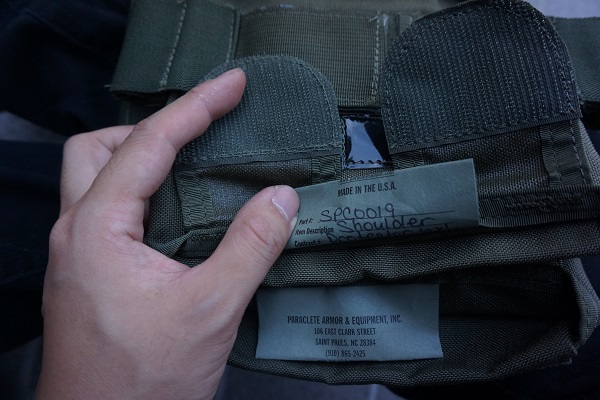 MADE IN THE U.S.A.
Part #: SPC0019
Item Description Shoulder
Contract #
PARACLETE ARMOR & EQUIPMENT, INC.
106 EAST CLARK STREET
SAINT PAULS, NC 28384
(910) 865-2425